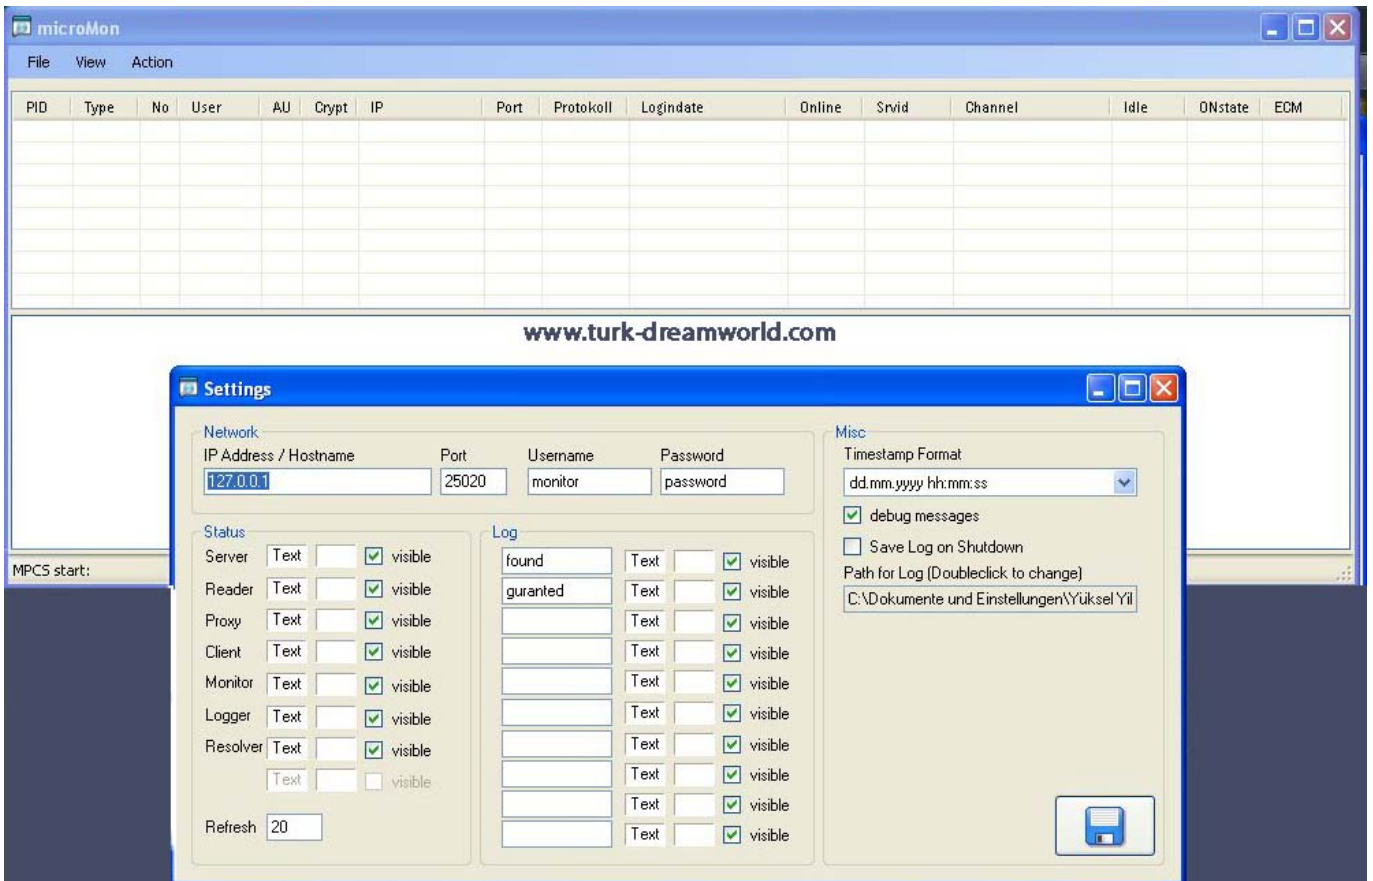 microMon
File View Action
PID Type No User AU Crypt IP Port Protokoll Logindate Online Srvid Channel Idle ONstate ECM
www.turk-dreamworld.com
MPCS start:
Settings
Network
IP Address / Hostname Port Username Password
127.0.0.1 25020 monitor password
Status
Server Text visible
Reader Text visible
Proxy Text visible
Client Text visible
Monitor Text visible
Logger Text visible
Resolver Text visible
Text visible
Refresh 20
Log
found Text visible
guranted Text visible
Text visible
Text visible
Text visible
Text visible
Text visible
Text visible
Text visible
Text visible
Misc
Timestamp Format
dd.mm.yyyy hh:mm:ss
debug messages
Save Log on Shutdown
Path for Log (Doubleclick to change)
C:\Dokumente und Einstellungen\Yüksel Yil